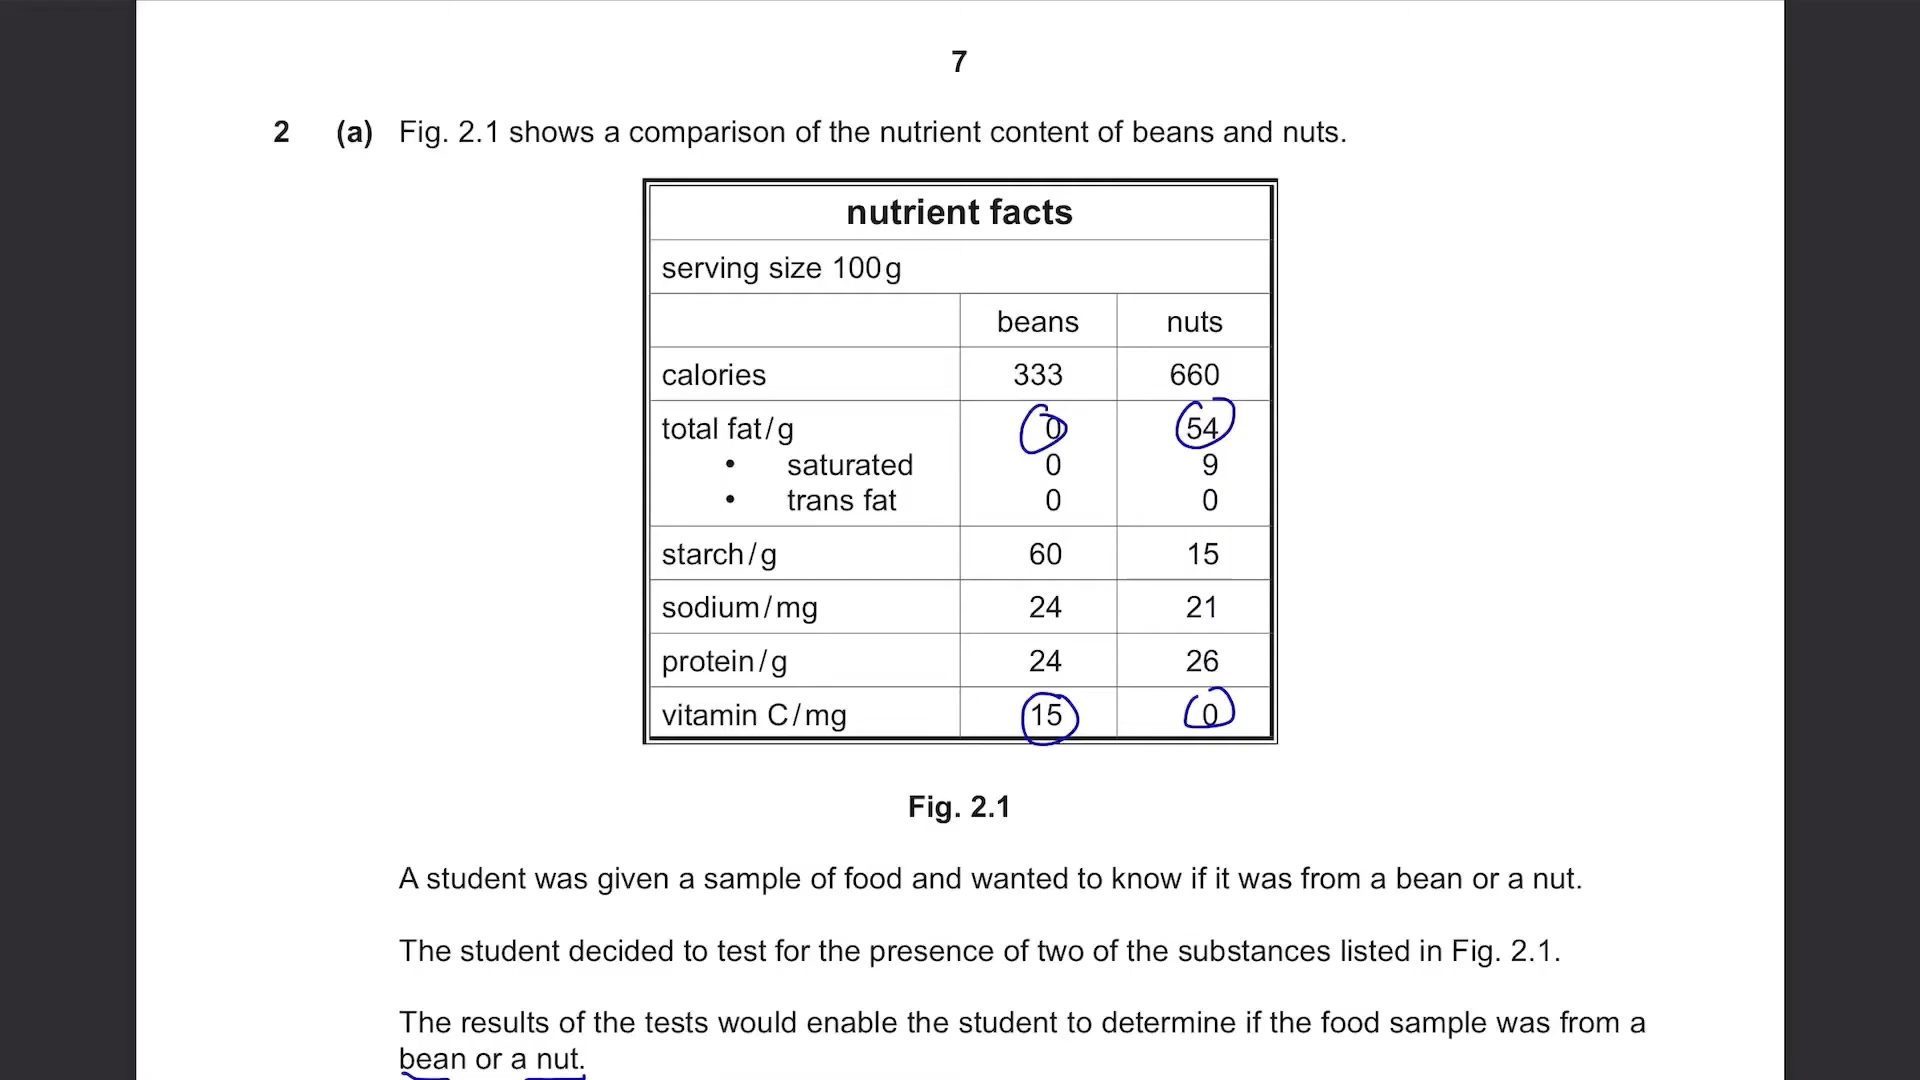 7
2 (a) Fig. 2.1 shows a comparison of the nutrient content of beans and nuts.
nutrient facts
serving size 100g
beans nuts
calories 333 660
total fat/g 0 54
• saturated 0 9
• trans fat 0 0
starch/g 60 15
sodium/mg 24 21
protein/g 24 26
vitamin C/mg 15 0
Fig. 2.1
A student was given a sample of food and wanted to know if it was from a bean or a nut.
The student decided to test for the presence of two of the substances listed in Fig. 2.1.
The results of the tests would enable the student to determine if the food sample was from a
bean or a nut.